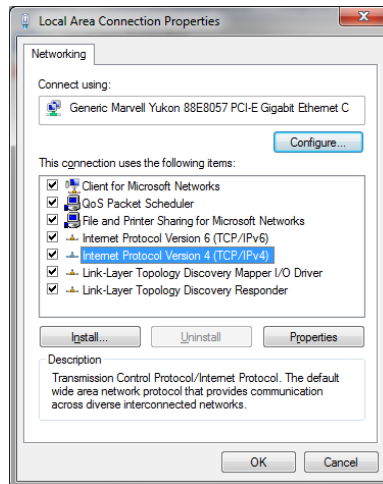 Local Area Connection Properties
Networking
Connect using:
Generic Marvell Yukon 88E8057 PCI-E Gigabit Ethernet C
Configure...
This connection uses the following items:
Client for Microsoft Networks
QoS Packet Scheduler
File and Printer Sharing for Microsoft Networks
Internet Protocol Version 6 (TCP/IPv6)
Internet Protocol Version 4 (TCP/IPv4)
Link-Layer Topology Discovery Mapper I/O Driver
Link-Layer Topology Discovery Responder
Install...
Uninstall
Properties
Description
Transmission Control Protocol/Internet Protocol. The default
wide area network protocol that provides communication
across diverse interconnected networks.
OK
Cancel